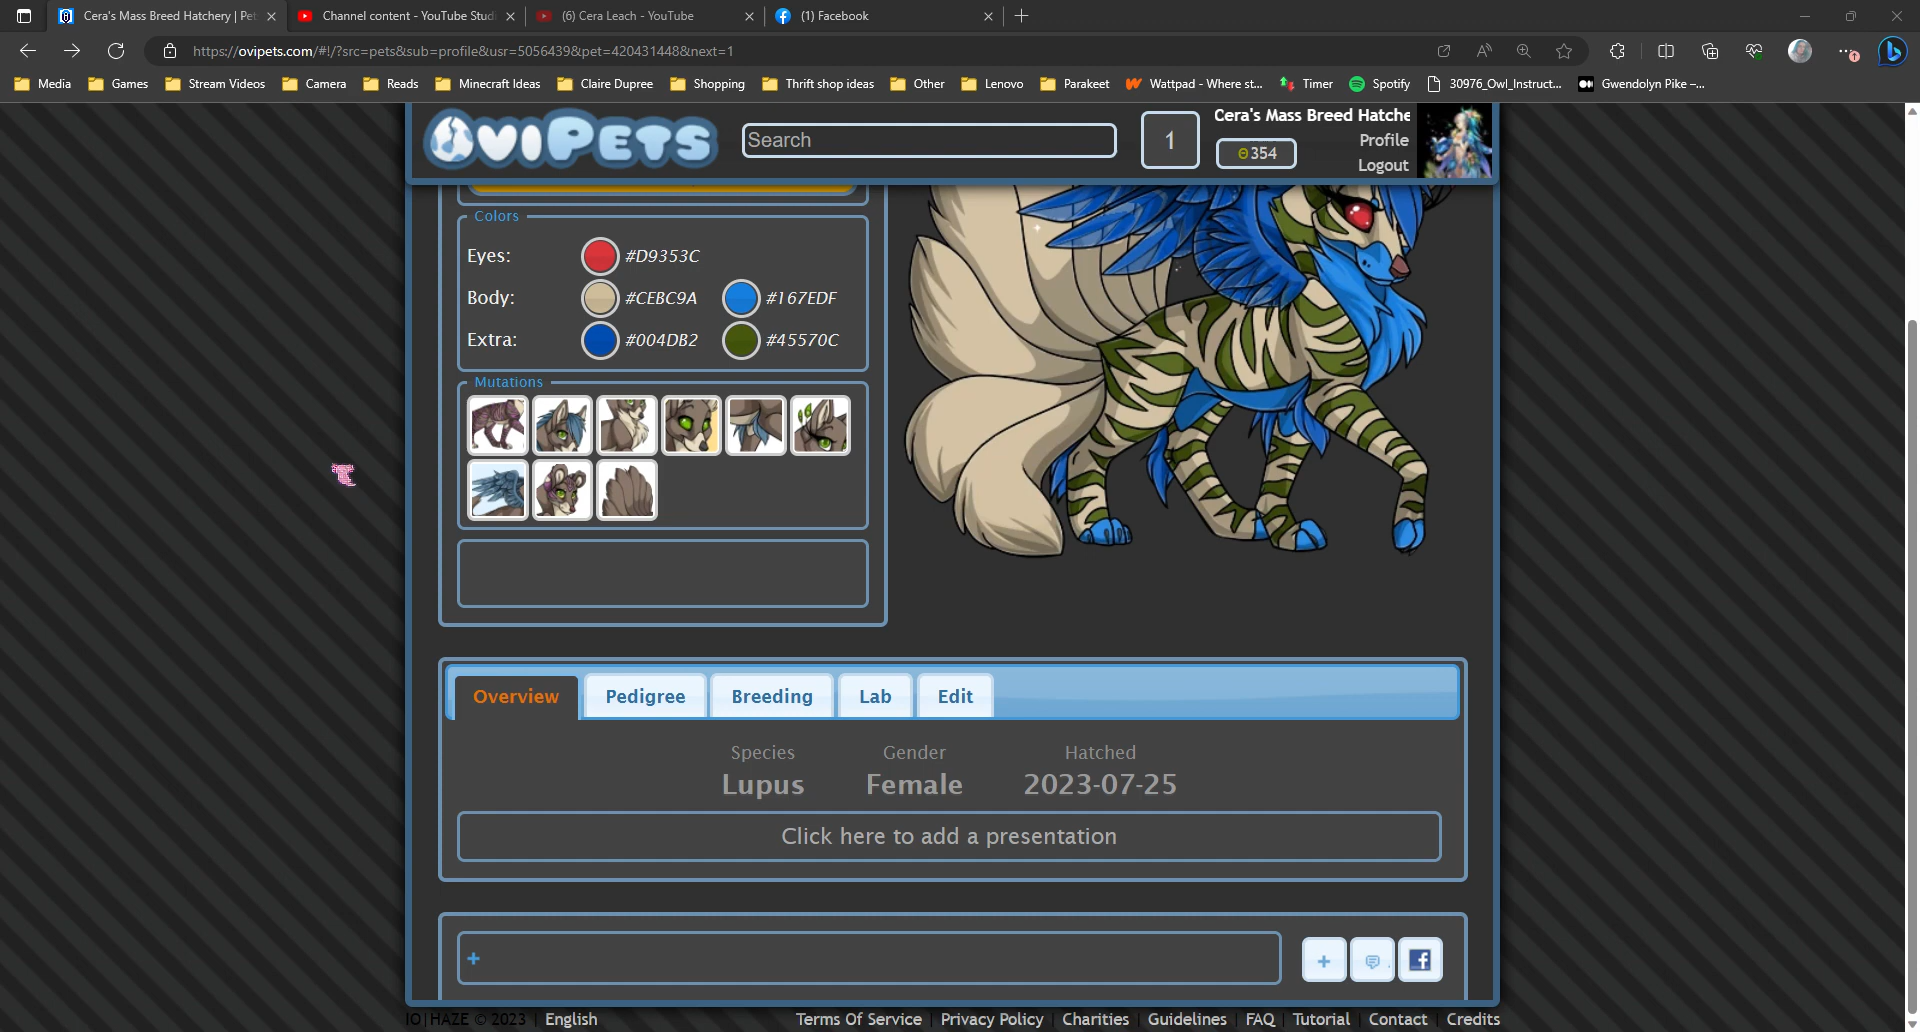 Cera's Mass Breed Hatchery | Pet
Channel content - YouTube Studi
(6) Cera Leach - YouTube
(1) Facebook
https://ovipets.com/#!/?src=pets&sub=profile&usr=5056439&pet=420431448&next=1
Media
Games
Stream Videos
Camera
Reads
Minecraft Ideas
Claire Dupree
Shopping
Thrift shop ideas
Other
Lenovo
Parakeet
Wattpad - Where st...
Timer
Spotify
30976_Owl_Instruct...
Gwendolyn Pike –...
OviPets
Search
1
Cera's Mass Breed Hatche
354
Profile
Logout
Colors
Eyes: #D9353C
Body: #CEBC9A #167EDF
Extra: #004DB2 #45570C
Mutations
Overview Pedigree Breeding Lab Edit
Species Gender Hatched
Lupus Female 2023-07-25
Click here to add a presentation
IO|HAZE © 2023 | English
Terms Of Service | Privacy Policy | Charities | Guidelines | FAQ | Tutorial | Contact | Credits